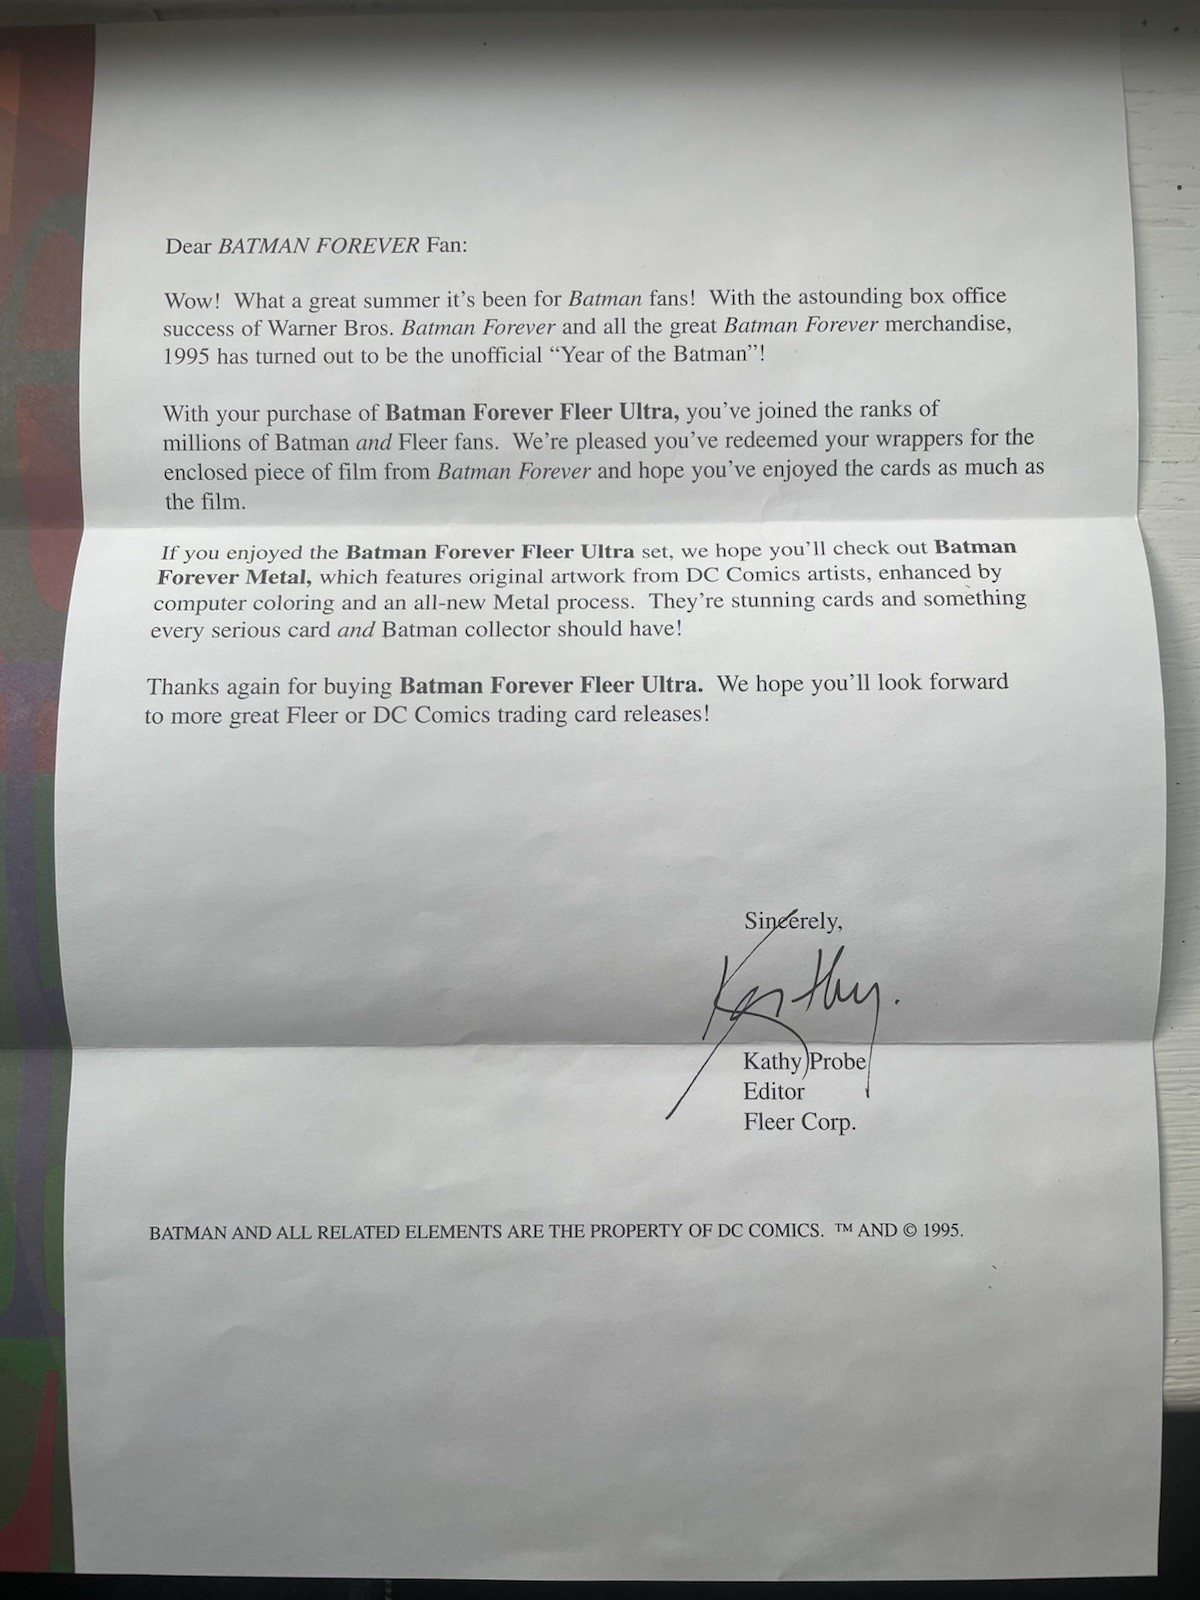 Dear BATMAN FOREVER Fan:
Wow! What a great summer it's been for Batman fans! With the astounding box office
success of Warner Bros. Batman Forever and all the great Batman Forever merchandise,
1995 has turned out to be the unofficial “Year of the Batman”!
With your purchase of Batman Forever Fleer Ultra, you've joined the ranks of
millions of Batman and Fleer fans. We're pleased you've redeemed your wrappers for the
enclosed piece of film from Batman Forever and hope you've enjoyed the cards as much as
the film.
If you enjoyed the Batman Forever Fleer Ultra set, we hope you'll check out Batman
Forever Metal, which features original artwork from DC Comics artists, enhanced by
computer coloring and an all-new Metal process. They're stunning cards and something
every serious card and Batman collector should have!
Thanks again for buying Batman Forever Fleer Ultra. We hope you'll look forward
to more great Fleer or DC Comics trading card releases!
Sincerely,
Kathy.
Kathy Probe
Editor
Fleer Corp.
BATMAN AND ALL RELATED ELEMENTS ARE THE PROPERTY OF DC COMICS. ™ AND © 1995.